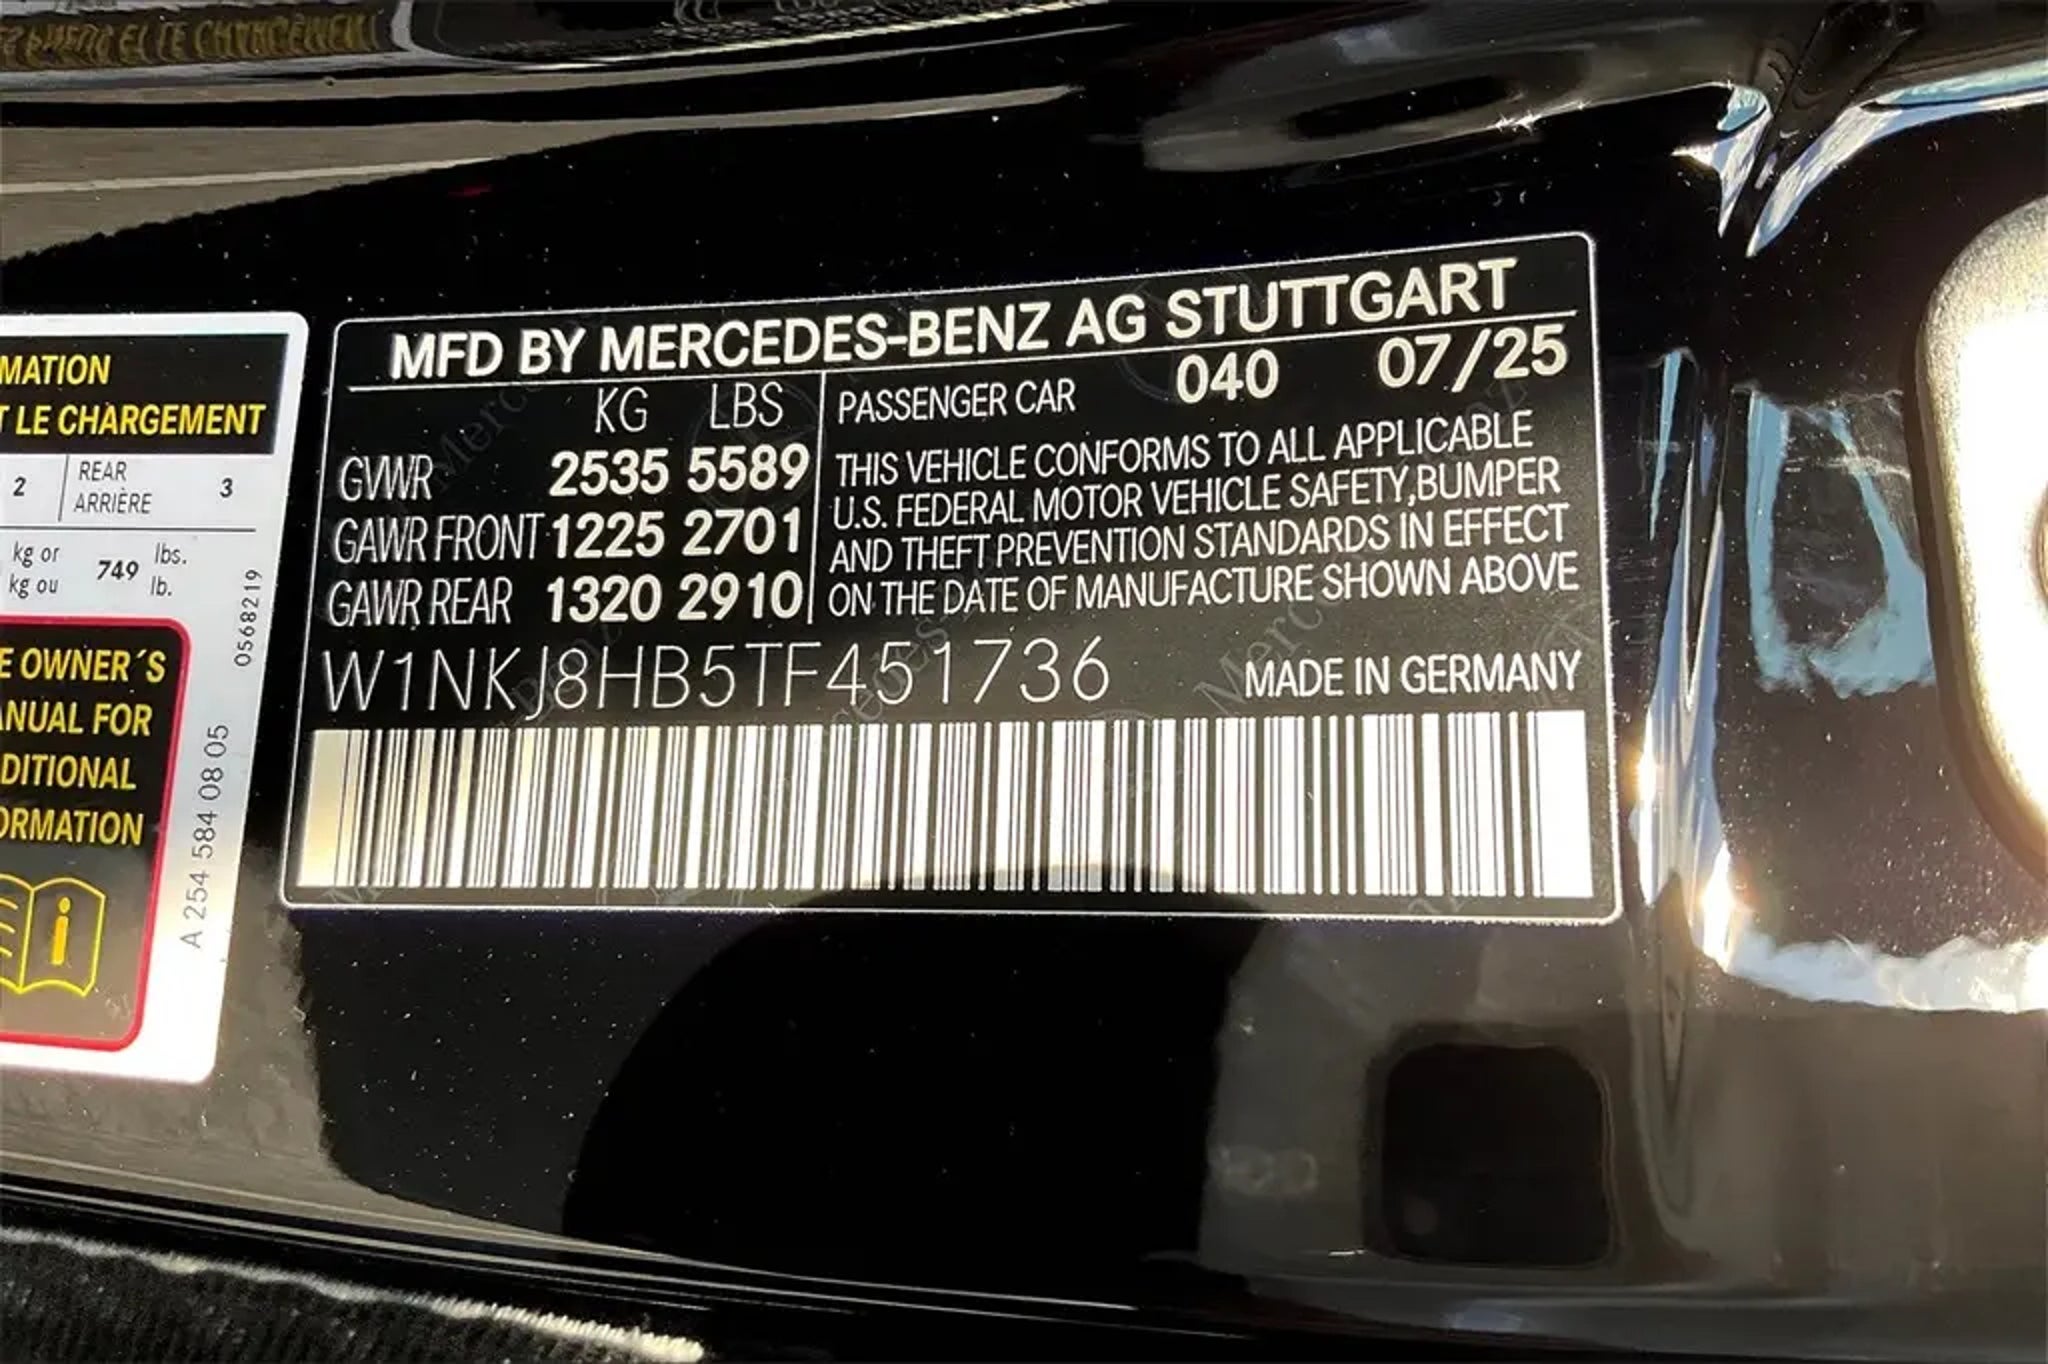 MATION
T LE CHARGEMENT
2 REAR ARRIÈRE 3
kg or 749 lbs.
kg ou lb.
E OWNER´S
ANUAL FOR
DITIONAL
ORMATION
0568219
A 254 584 08 05
MFD BY MERCEDES-BENZ AG STUTTGART
KG LBS
GVWR 2535 5589
GAWR FRONT 1225 2701
GAWR REAR 1320 2910
PASSENGER CAR 040 07/25
THIS VEHICLE CONFORMS TO ALL APPLICABLE
U.S. FEDERAL MOTOR VEHICLE SAFETY,BUMPER
AND THEFT PREVENTION STANDARDS IN EFFECT
ON THE DATE OF MANUFACTURE SHOWN ABOVE
W1NKJ8HB5TF451736 MADE IN GERMANY